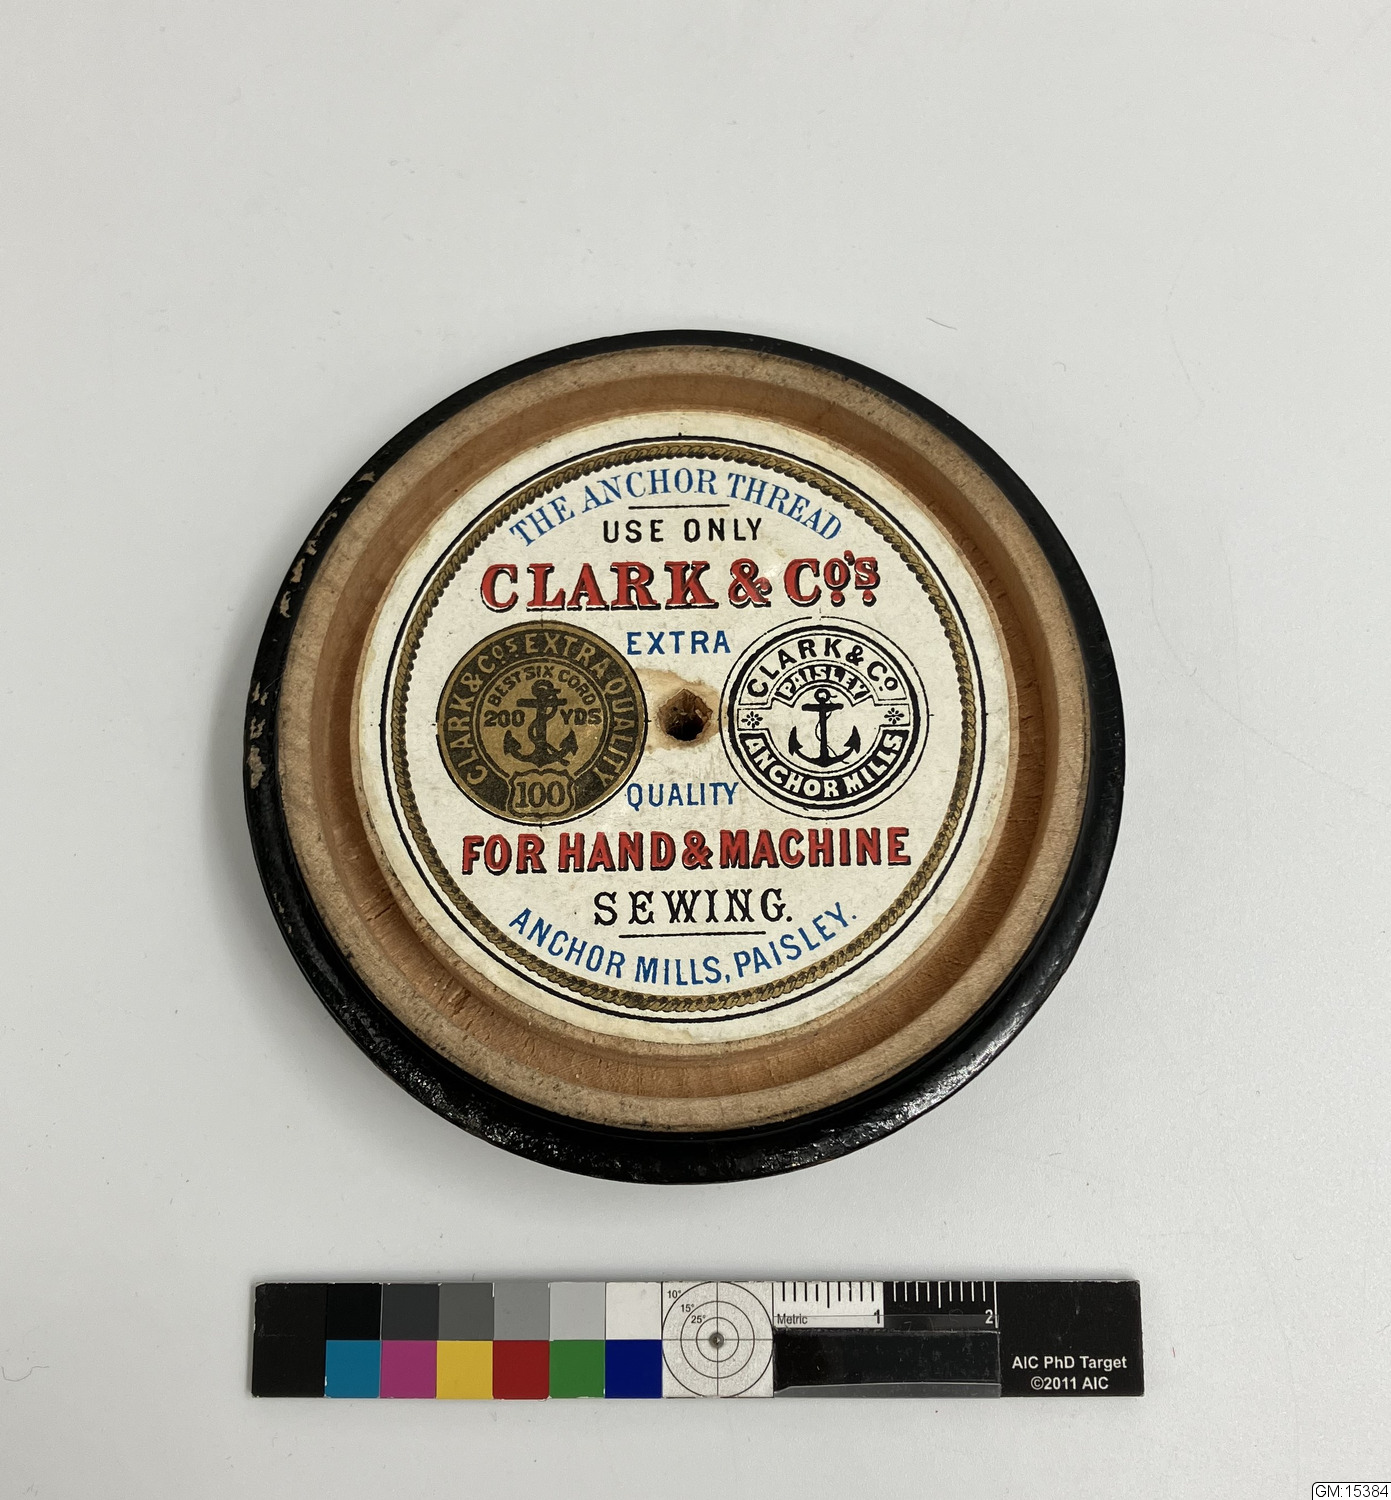 THE ANCHOR THREAD
USE ONLY
CLARK & Co's
EXTRA
CLARK & Cos EXTRA QUALITY
BEST SIX CORD
200 YDS
100
CLARK & Co
PAISLEY
ANCHOR MILLS
QUALITY
FOR HAND & MACHINE
SEWING.
ANCHOR MILLS, PAISLEY.
10°
15°
25°
Metric
1
2
AIC PhD Target
©2011 AIC
GM:15384